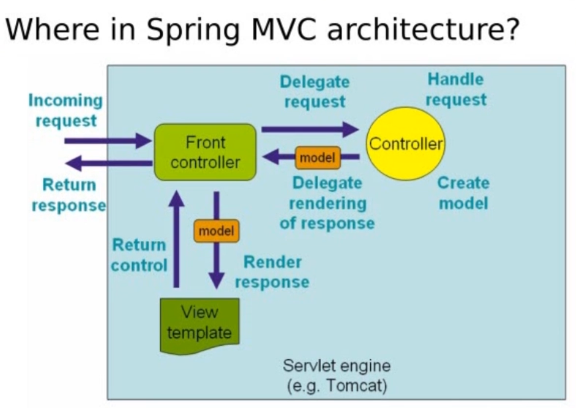 Where in Spring MVC architecture?
Incoming
request
Delegate
request
Handle
request
Front
controller
Controller
model
Return
response
Delegate
rendering
of response
Create
model
model
Return
control
Render
response
View
template
Servlet engine
(e.g. Tomcat)